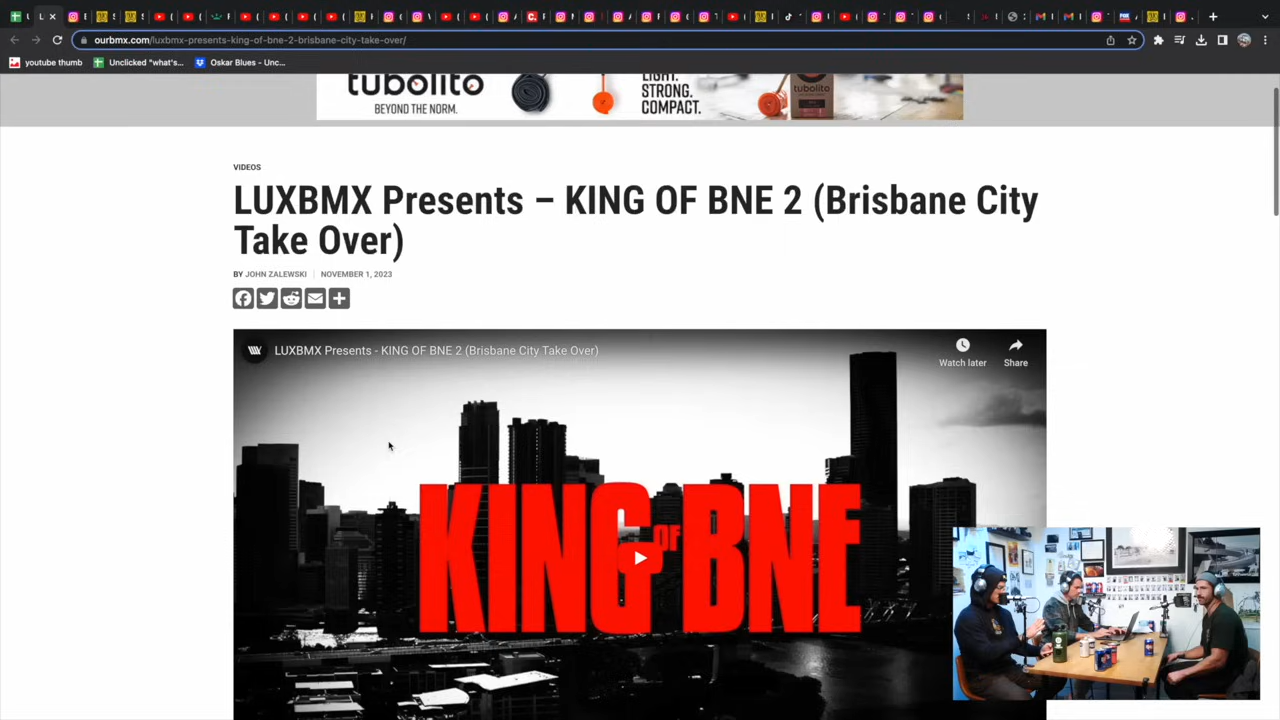 ourbmx.com/luxbmx-presents-king-of-bne-2-brisbane-city-take-over/
youtube thumb
Unclicked "what's...
Oskar Blues - Unc...
tubolito
BEYOND THE NORM.
LIGHT.
STRONG.
COMPACT.
tubolito
VIDEOS
LUXBMX Presents – KING OF BNE 2 (Brisbane City
Take Over)
BY JOHN ZALEWSKI
NOVEMBER 1, 2023
LUXBMX Presents - KING OF BNE 2 (Brisbane City Take Over)
Watch later
Share
KING OF BNE